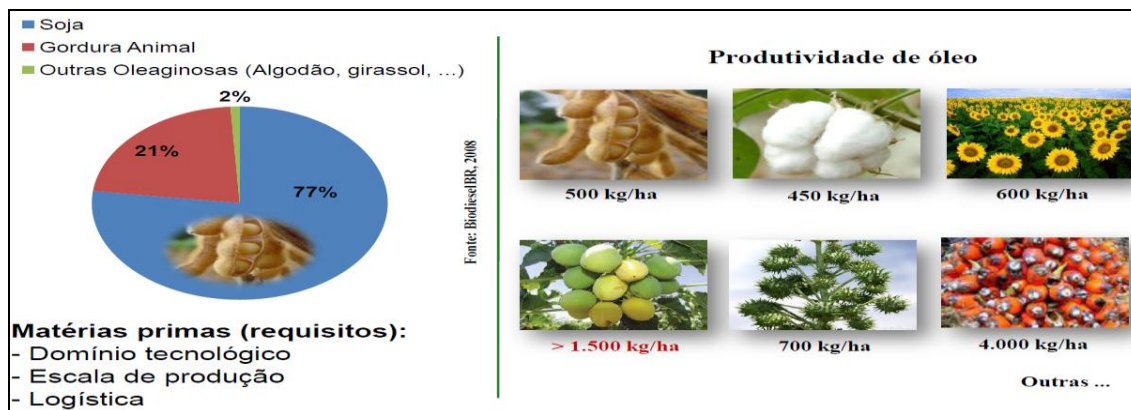 Soja
Gordura Animal
Outras Oleaginosas (Algodão, girassol, ...)
2%
21%
77%
Matérias primas (requisitos):
- Domínio tecnológico
- Escala de produção
- Logística
Fonte: BiodieselBR, 2008
Produtividade de óleo
500 kg/ha
450 kg/ha
600 kg/ha
> 1.500 kg/ha
700 kg/ha
4.000 kg/ha
Outras ...